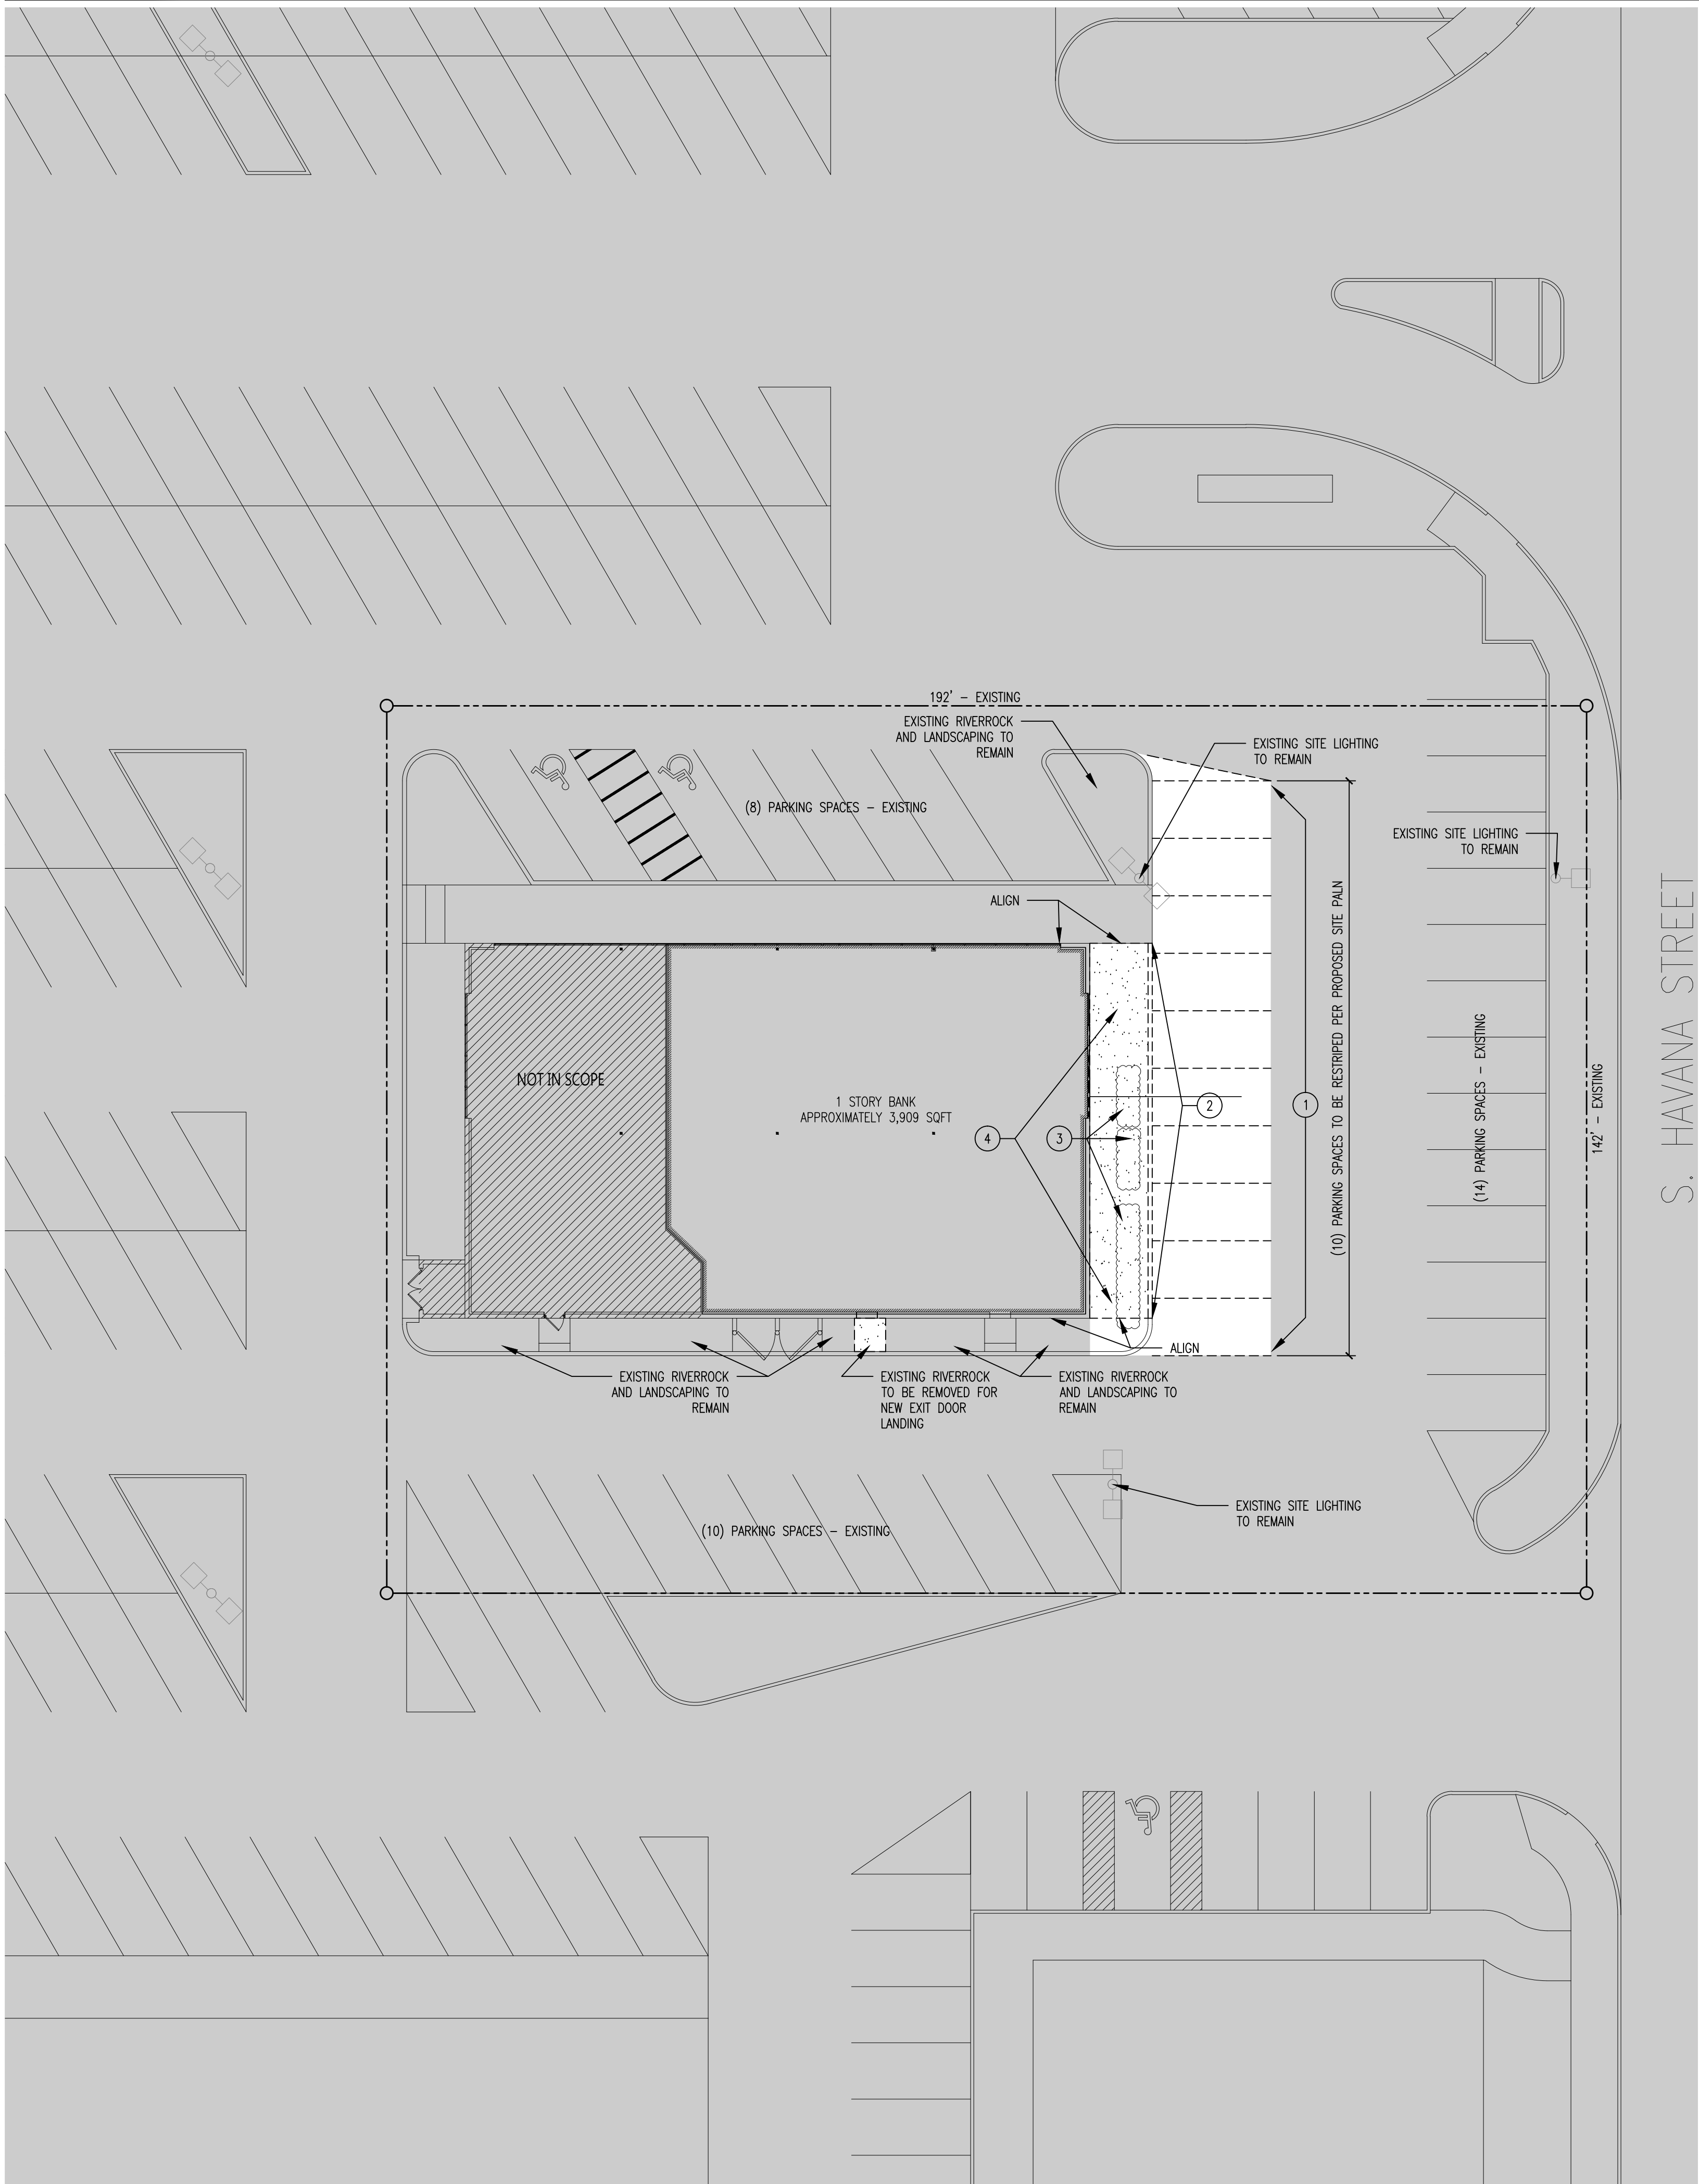 192' - EXISTING
EXISTING RIVERROCK
AND LANDSCAPING TO
REMAIN
EXISTING SITE LIGHTING
TO REMAIN
(8) PARKING SPACES - EXISTING
EXISTING SITE LIGHTING
TO REMAIN
ALIGN
NOT IN SCOPE
1 STORY BANK
APPROXIMATELY 3,909 SQFT
4
3
2
1
(10) PARKING SPACES TO BE RESTRIPED PER PROPOSED SITE PALN
(14) PARKING SPACES - EXISTING
142' - EXISTING
S. HAVANA STREET
ALIGN
EXISTING RIVERROCK
AND LANDSCAPING TO
REMAIN
EXISTING RIVERROCK
TO BE REMOVED FOR
NEW EXIT DOOR
LANDING
EXISTING RIVERROCK
AND LANDSCAPING TO
REMAIN
EXISTING SITE LIGHTING
TO REMAIN
(10) PARKING SPACES - EXISTING